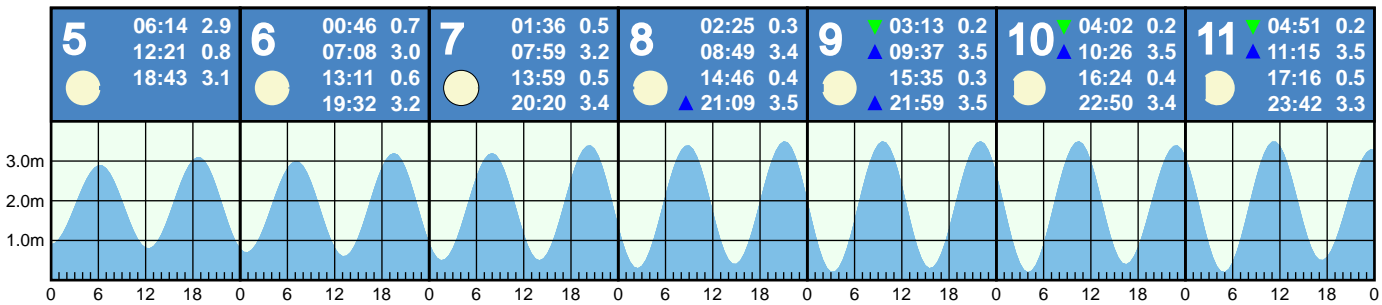 5
06:14 2.9
12:21 0.8
18:43 3.1
6
00:46 0.7
07:08 3.0
13:11 0.6
19:32 3.2
7
01:36 0.5
07:59 3.2
13:59 0.5
20:20 3.4
8
02:25 0.3
08:49 3.4
14:46 0.4
▲ 21:09 3.5
9
▼ 03:13 0.2
▲ 09:37 3.5
15:35 0.3
▲ 21:59 3.5
10
▼ 04:02 0.2
▲ 10:26 3.5
16:24 0.4
22:50 3.4
11
▼ 04:51 0.2
▲ 11:15 3.5
17:16 0.5
23:42 3.3
3.0m
2.0m
1.0m
0 6 12 18 0 6 12 18 0 6 12 18 0 6 12 18 0 6 12 18 0 6 12 18 0 6 12 18 0